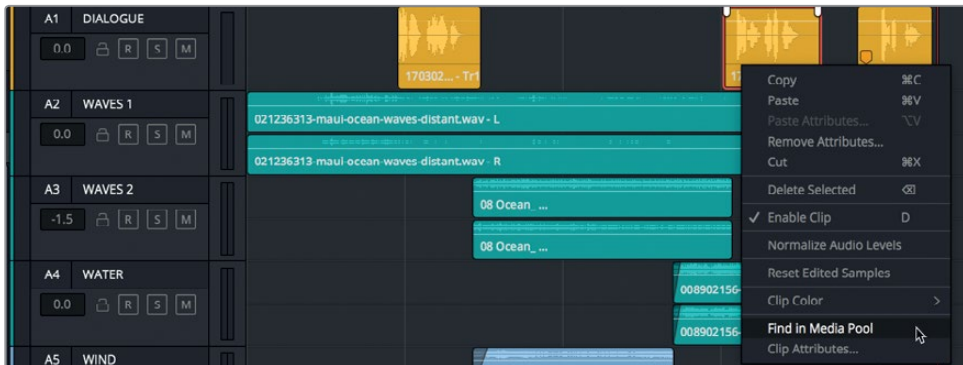 A1 DIALOGUE
0.0 R S M
170302... - Tr1
17
A2 WAVES 1
0.0 R S M
021236313-maui-ocean-waves-distant.wav - L
021236313-maui-ocean-waves-distant.wav - R
A3 WAVES 2
-1.5 R S M
08 Ocean_ ...
08 Ocean_ ...
A4 WATER
0.0 R S M
008902156-
008902156-
A5 WIND
Copy ⌘C
Paste ⌘V
Paste Attributes... ⌥V
Remove Attributes...
Cut ⌘X
Delete Selected ⌫
✓ Enable Clip D
Normalize Audio Levels
Reset Edited Samples
Clip Color >
Find in Media Pool
Clip Attributes...